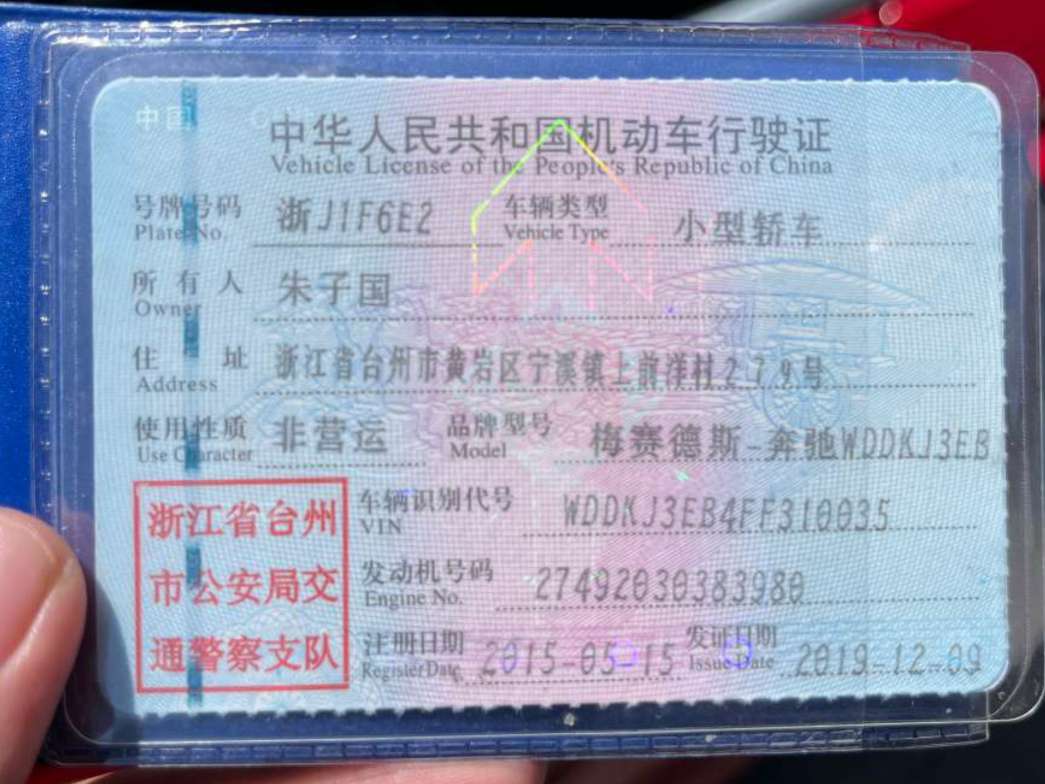 中国
中华人民共和国机动车行驶证
Vehicle License of the People's Republic of China
号牌号码 浙J1F6E2 车辆类型 小型轿车
Plate No. Vehicle Type
所有人 朱子国
Owner
住址 浙江省台州市黄岩区宁溪镇上前洋村279号
Address
使用性质 非营运 品牌型号 梅赛德斯-奔驰WDDKJ3EB
Use Character Model
浙江省台州 车辆识别代号 WDDKJ3EB4FF310035
VIN
市公安局交 发动机号码 27492030383980
Engine No.
通警察支队 注册日期 2015-05-15 发证日期 2019-12-09
Register Date Issue Date